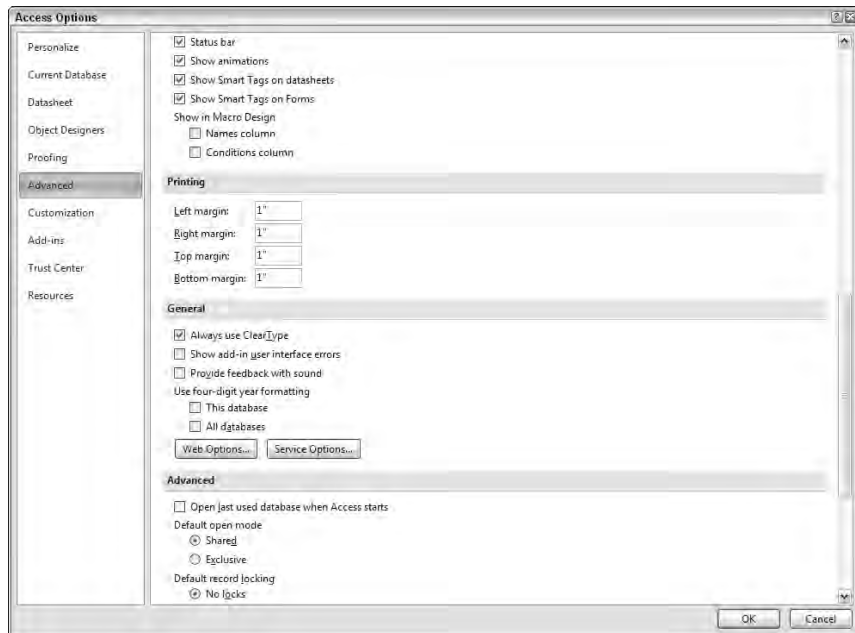 Access Options
Personalize
Current Database
Datasheet
Object Designers
Proofing
Advanced
Customization
Add-ins
Trust Center
Resources
Status bar
Show animations
Show Smart Tags on datasheets
Show Smart Tags on Forms
Show in Macro Design
Names column
Conditions column
Printing
Left margin: 1"
Right margin: 1"
Top margin: 1"
Bottom margin: 1"
General
Always use ClearType
Show add-in user interface errors
Provide feedback with sound
Use four-digit year formatting
This database
All databases
Web Options... Service Options...
Advanced
Open last used database when Access starts
Default open mode
Shared
Exclusive
Default record locking
No locks
OK Cancel